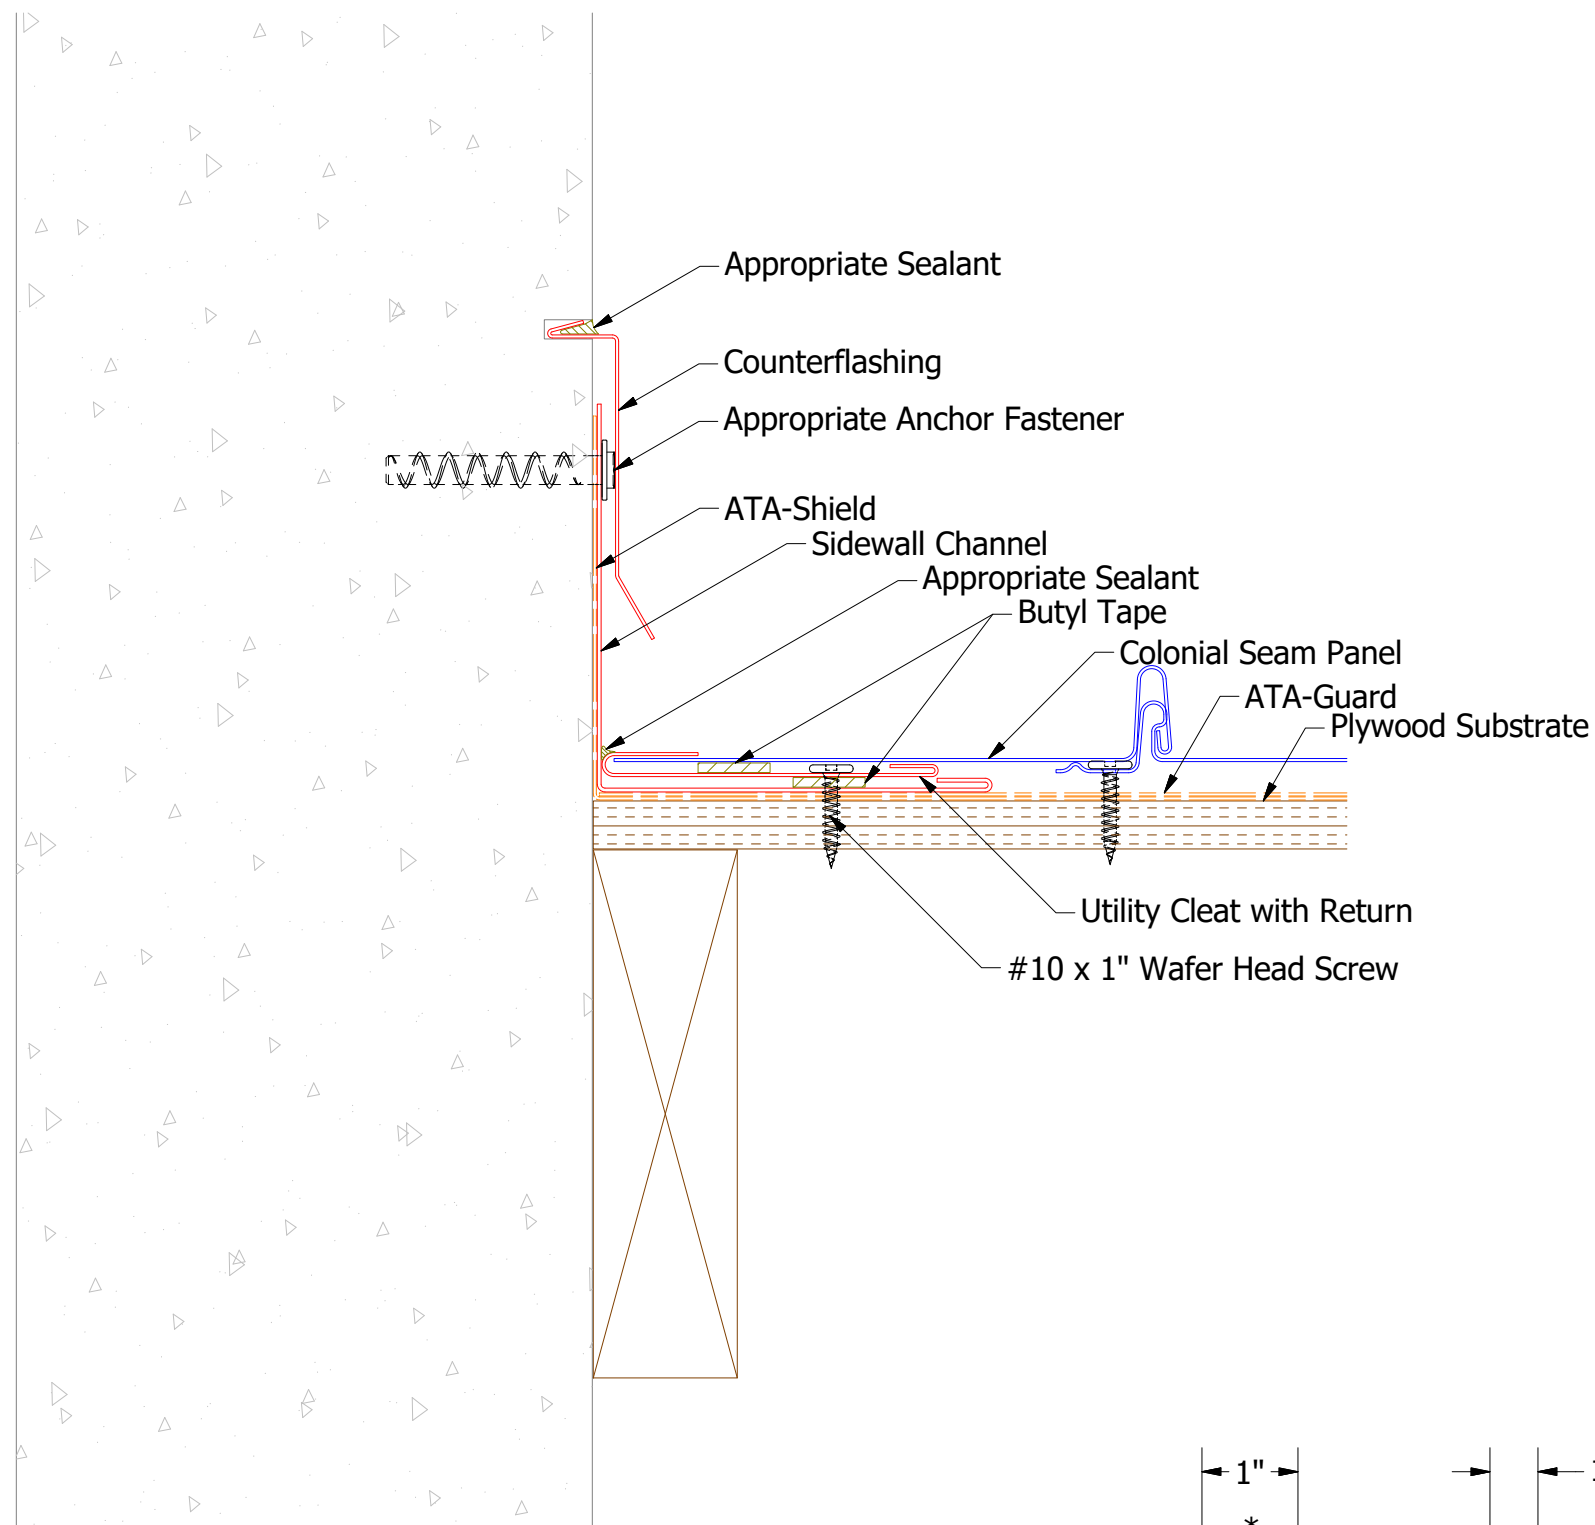 Appropriate Sealant
Counterflashing
Appropriate Anchor Fastener
ATA-Shield
Sidewall Channel
Appropriate Sealant
Butyl Tape
Colonial Seam Panel
ATA-Guard
Plywood Substrate
Utility Cleat with Return
#10 x 1" Wafer Head Screw
1"
*